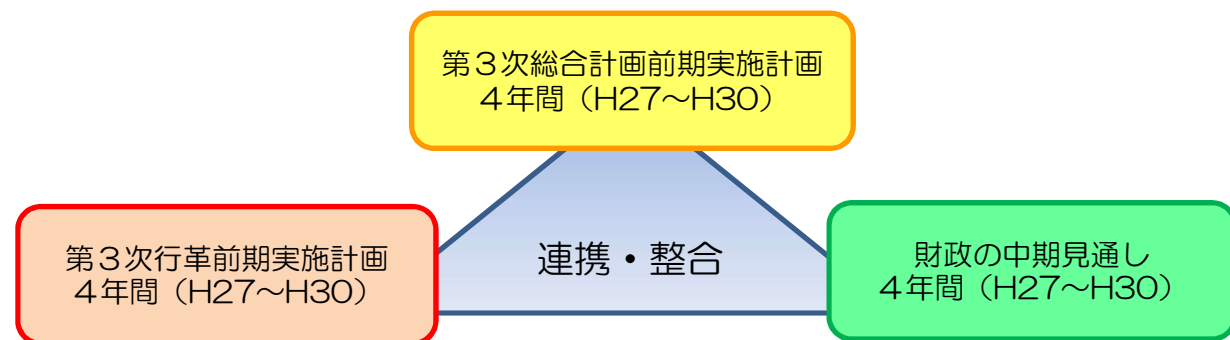 第３次総合計画前期実施計画
４年間（H27～H30）
第３次行革前期実施計画
４年間（H27～H30）
連携・整合
財政の中期見通し
４年間（H27～H30）